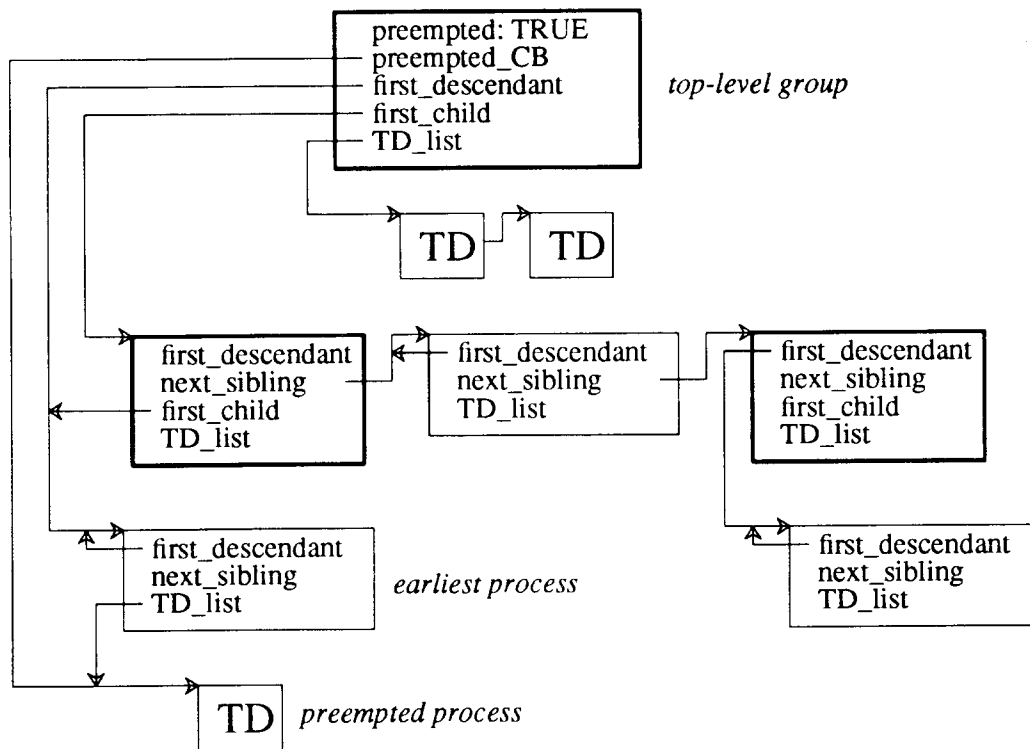 preempted: TRUE
preempted_CB
first_descendant
first_child
TD_list
top-level group
TD
TD
first_descendant
next_sibling
first_child
TD_list
first_descendant
next_sibling
TD_list
first_descendant
next_sibling
first_child
TD_list
first_descendant
next_sibling
TD_list
earliest process
first_descendant
next_sibling
TD_list
TD
preempted process